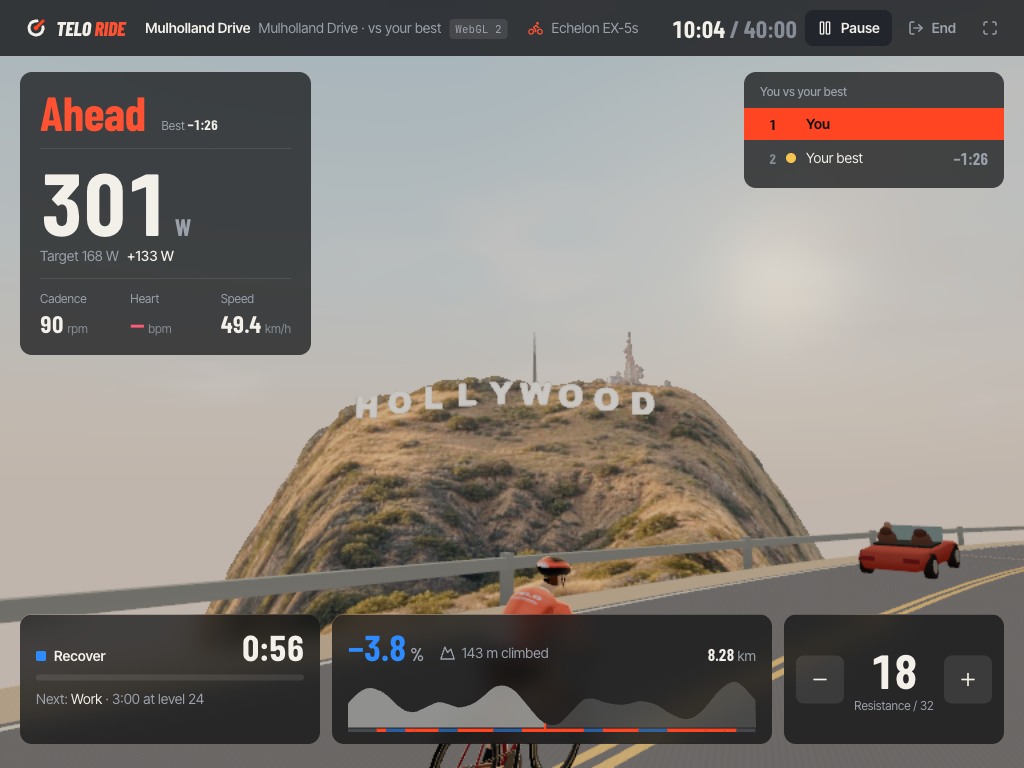 TELO RIDE Mulholland Drive Mulholland Drive · vs your best WebGL 2 Echelon EX-5s 10:04 / 40:00 Pause End
Ahead Best −1:26
301 W
Target 168 W +133 W
Cadence Heart Speed
90 rpm – bpm 49.4 km/h
You vs your best
1 You
2 Your best −1:26
HOLLYWOOD
Recover 0:56
Next: Work · 3:00 at level 24
−3.8 % 143 m climbed 8.28 km
− 18 +
Resistance / 32